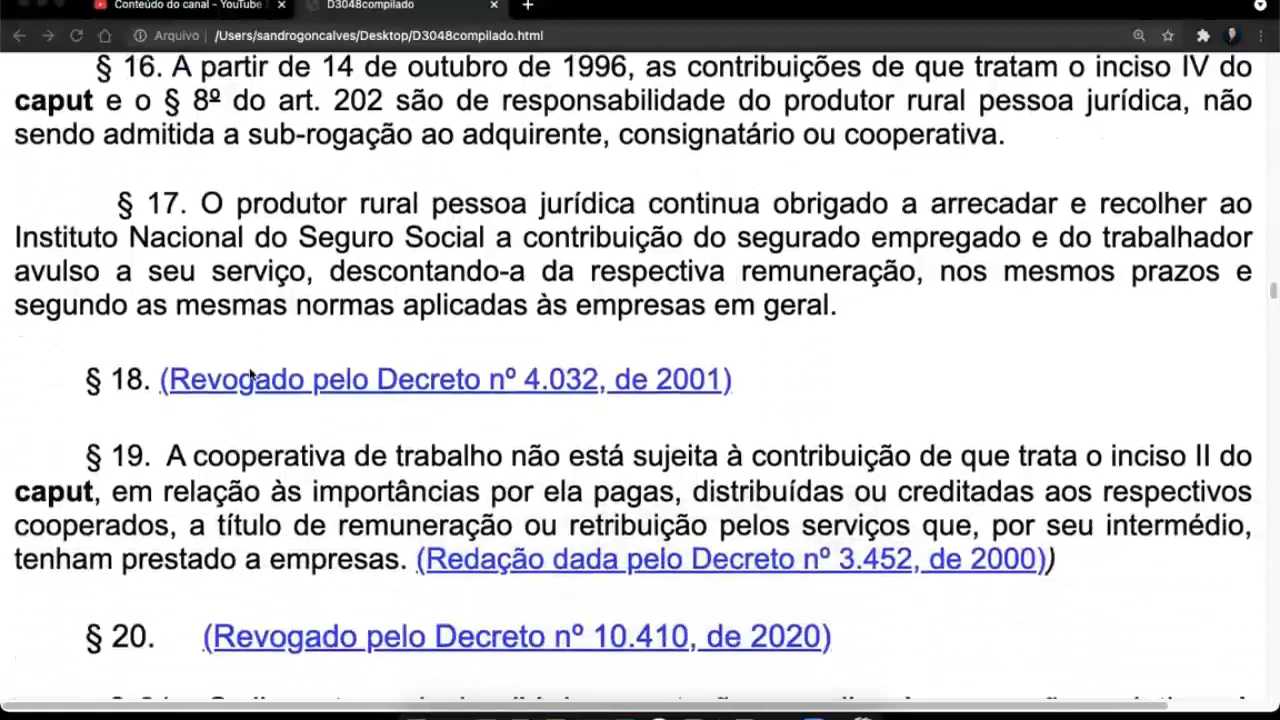 Conteúdo do canal - YouTube
D3048compilado
Arquivo | /Users/sandrogoncalves/Desktop/D3048compilado.html
§ 16. A partir de 14 de outubro de 1996, as contribuições de que tratam o inciso IV do
caput e o § 8º do art. 202 são de responsabilidade do produtor rural pessoa jurídica, não
sendo admitida a sub-rogação ao adquirente, consignatário ou cooperativa.
§ 17. O produtor rural pessoa jurídica continua obrigado a arrecadar e recolher ao
Instituto Nacional do Seguro Social a contribuição do segurado empregado e do trabalhador
avulso a seu serviço, descontando-a da respectiva remuneração, nos mesmos prazos e
segundo as mesmas normas aplicadas às empresas em geral.
§ 18. (Revogado pelo Decreto nº 4.032, de 2001)
§ 19. A cooperativa de trabalho não está sujeita à contribuição de que trata o inciso II do
caput, em relação às importâncias por ela pagas, distribuídas ou creditadas aos respectivos
cooperados, a título de remuneração ou retribuição pelos serviços que, por seu intermédio,
tenham prestado a empresas. (Redação dada pelo Decreto nº 3.452, de 2000))
§ 20. (Revogado pelo Decreto nº 10.410, de 2020)